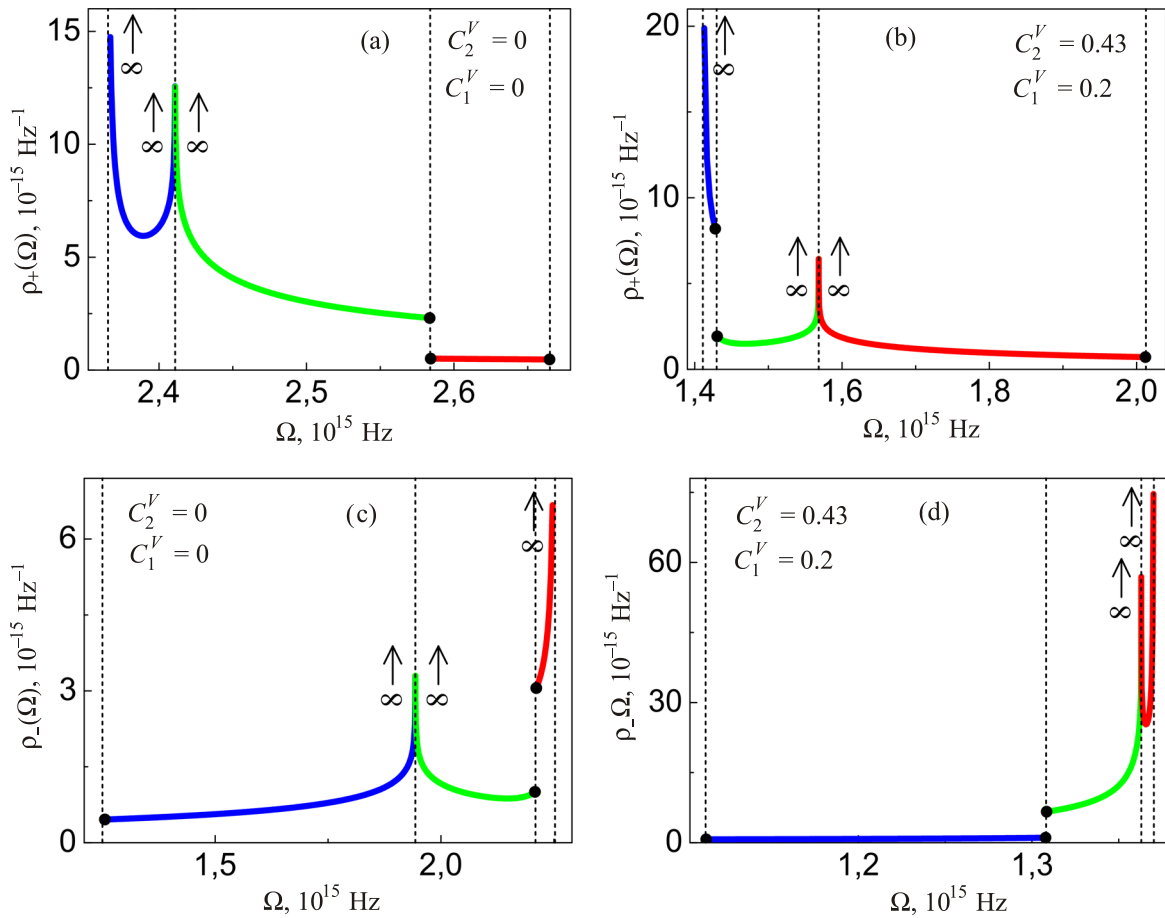 15
10
5
0
ρ₊(Ω), 10⁻¹⁵ Hz⁻¹
∞
∞
∞
(a)
C₂ⱽ = 0
C₁ⱽ = 0
2,4
2,5
2,6
Ω, 10¹⁵ Hz
20
10
0
ρ₊(Ω), 10⁻¹⁵ Hz⁻¹
∞
∞
∞
(b)
C₂ⱽ = 0.43
C₁ⱽ = 0.2
1,4
1,6
1,8
2,0
Ω, 10¹⁵ Hz
6
3
0
ρ₋(Ω), 10⁻¹⁵ Hz⁻¹
C₂ⱽ = 0
C₁ⱽ = 0
(c)
∞
∞
∞
1,5
2,0
Ω, 10¹⁵ Hz
60
30
0
ρ₋Ω, 10⁻¹⁵ Hz⁻¹
C₂ⱽ = 0.43
C₁ⱽ = 0.2
(d)
∞
∞
1,2
1,3
Ω, 10¹⁵ Hz